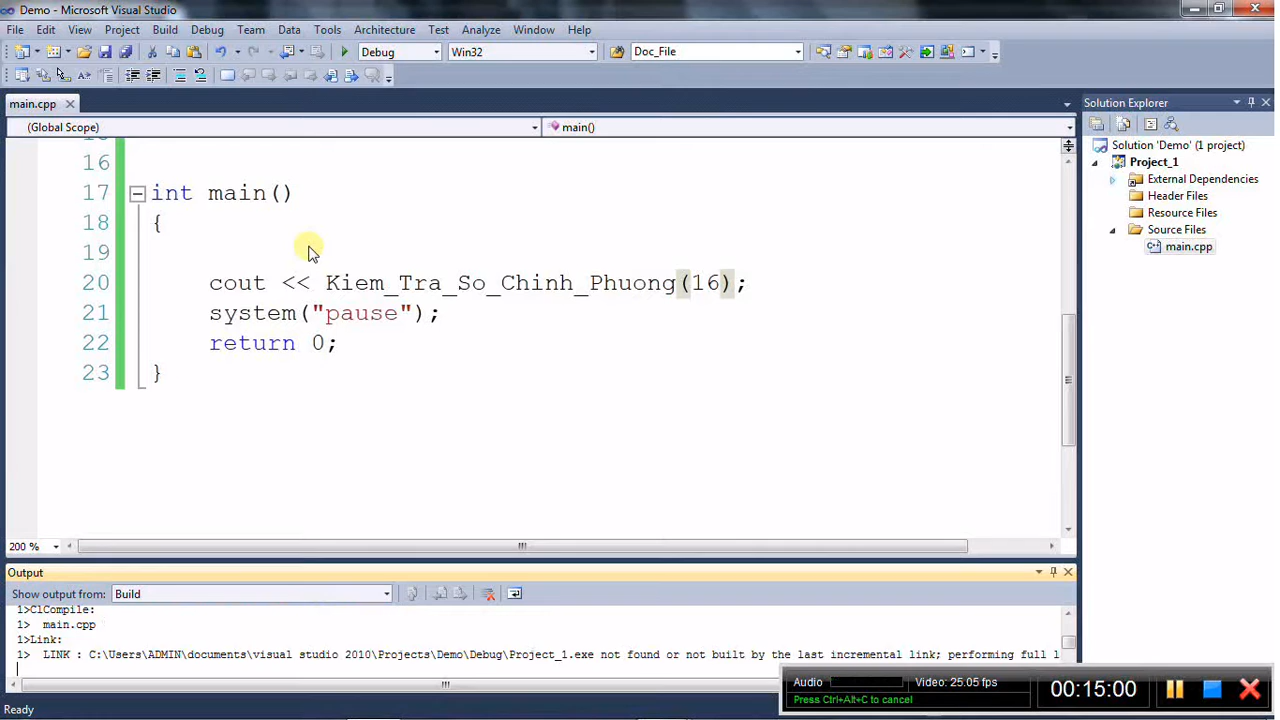 Demo - Microsoft Visual Studio
File Edit View Project Build Debug Team Data Tools Architecture Test Analyze Window Help
Debug Win32 Doc_File
main.cpp
Solution Explorer
(Global Scope) main()
Solution 'Demo' (1 project)
Project_1
External Dependencies
Header Files
Resource Files
Source Files
main.cpp
16
17 int main()
18 {
19
20 cout << Kiem_Tra_So_Chinh_Phuong(16);
21 system("pause");
22 return 0;
23 }
200 %
Output
Show output from: Build
1>ClCompile:
1> main.cpp
1>Link:
1> LINK : C:\Users\ADMIN\documents\visual studio 2010\Projects\Demo\Debug\Project_1.exe not found or not built by the last incremental link; performing full l
Audio Video: 25.05 fps
Press Ctrl+Alt+C to cancel
00:15:00
Ready